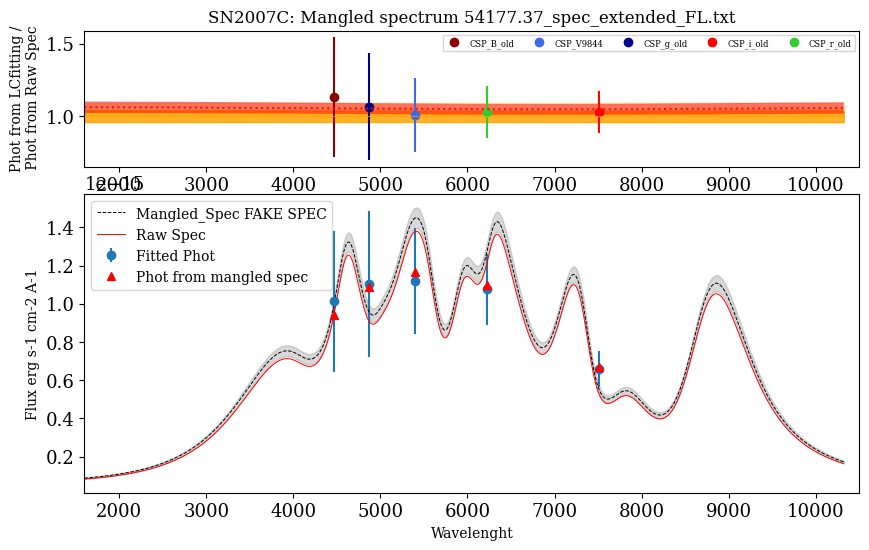 SN2007C: Mangled spectrum 54177.37_spec_extended_FL.txt
Phot from LCfitting /
Phot from Raw Spec
1.5
1.0
CSP_B_old
CSP_V9844
CSP_g_old
CSP_i_old
CSP_r_old
2000 3000 4000 5000 6000 7000 8000 9000 10000
1e−15
Flux erg s-1 cm-2 A-1
1.4
1.2
1.0
0.8
0.6
0.4
0.2
Mangled_Spec FAKE SPEC
Raw Spec
Fitted Phot
Phot from mangled spec
2000 3000 4000 5000 6000 7000 8000 9000 10000
Wavelenght